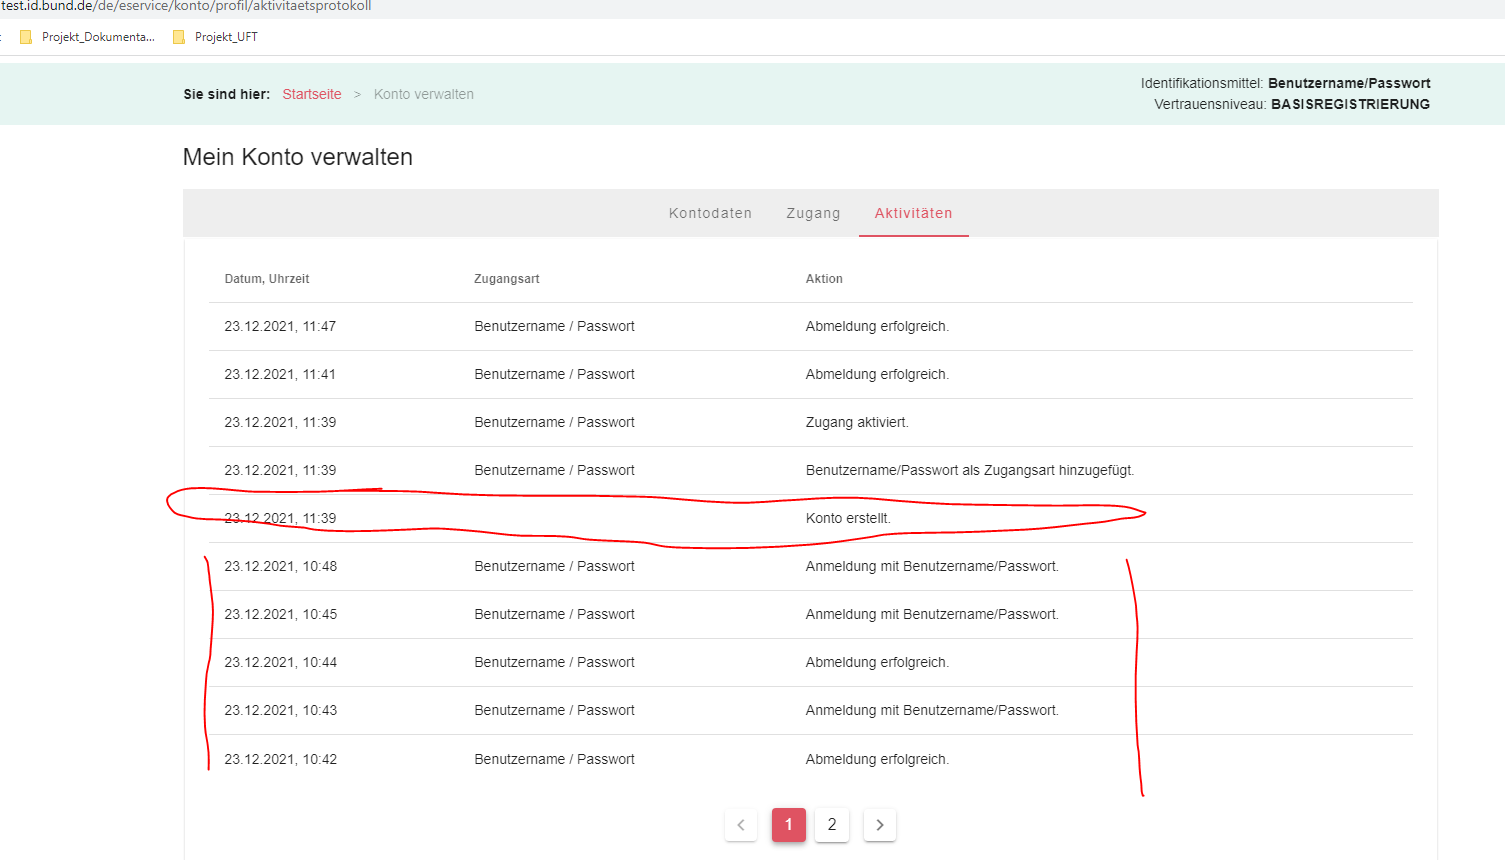 test.id.bund.de/de/eservice/konto/profil/aktivitaetsprotokoll
Projekt_Dokumenta... Projekt_UFT
Sie sind hier: Startseite > Konto verwalten
Identifikationsmittel: Benutzername/Passwort
Vertrauensniveau: BASISREGISTRIERUNG
Mein Konto verwalten
Kontodaten Zugang Aktivitäten
Datum, Uhrzeit Zugangsart Aktion
23.12.2021, 11:47 Benutzername / Passwort Abmeldung erfolgreich.
23.12.2021, 11:41 Benutzername / Passwort Abmeldung erfolgreich.
23.12.2021, 11:39 Benutzername / Passwort Zugang aktiviert.
23.12.2021, 11:39 Benutzername / Passwort Benutzername/Passwort als Zugangsart hinzugefügt.
23.12.2021, 11:39 Konto erstellt.
23.12.2021, 10:48 Benutzername / Passwort Anmeldung mit Benutzername/Passwort.
23.12.2021, 10:45 Benutzername / Passwort Anmeldung mit Benutzername/Passwort.
23.12.2021, 10:44 Benutzername / Passwort Abmeldung erfolgreich.
23.12.2021, 10:43 Benutzername / Passwort Anmeldung mit Benutzername/Passwort.
23.12.2021, 10:42 Benutzername / Passwort Abmeldung erfolgreich.
< 1 2 >